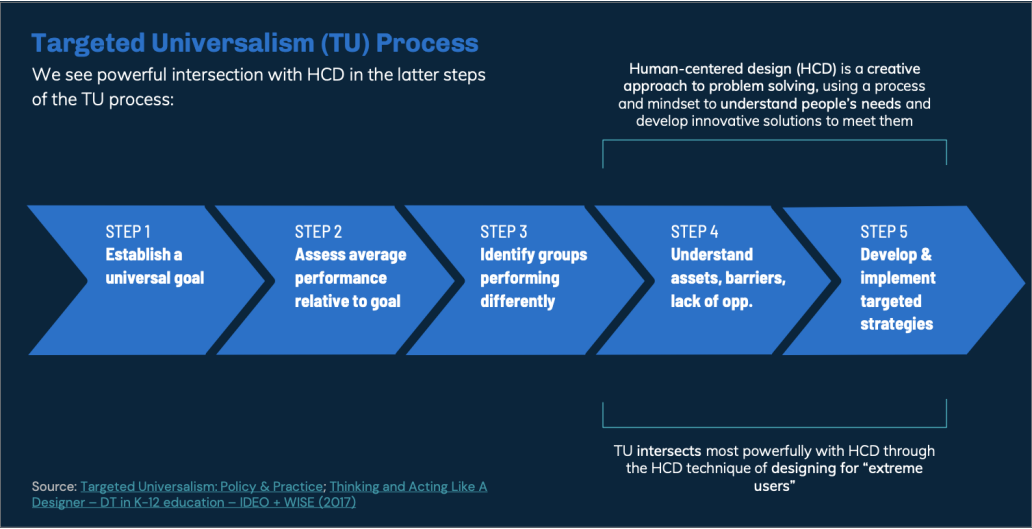 Targeted Universalism (TU) Process
We see powerful intersection with HCD in the latter steps
of the TU process:
Human-centered design (HCD) is a creative
approach to problem solving, using a process
and mindset to understand people's needs and
develop innovative solutions to meet them
STEP 1
Establish a
universal goal
STEP 2
Assess average
performance
relative to goal
STEP 3
Identify groups
performing
differently
STEP 4
Understand
assets, barriers,
lack of opp.
STEP 5
Develop &
implement
targeted
strategies
TU intersects most powerfully with HCD through
the HCD technique of designing for “extreme
users”
Source: Targeted Universalism: Policy & Practice; Thinking and Acting Like A
Designer – DT in K-12 education – IDEO + WISE (2017)